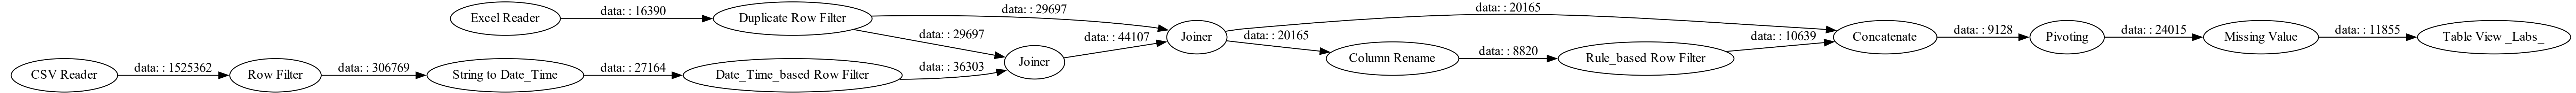 Excel Reader
data: : 16390
Duplicate Row Filter
data: : 29697
data: : 29697
CSV Reader
data: : 1525362
Row Filter
data: : 306769
String to Date_Time
data: : 27164
Date_Time_based Row Filter
data: : 36303
Joiner
data: : 44107
Joiner
data: : 20165
data: : 20165
Column Rename
data: : 8820
Rule_based Row Filter
data: : 10639
Concatenate
data: : 9128
Pivoting
data: : 24015
Missing Value
data: : 11855
Table View _Labs_